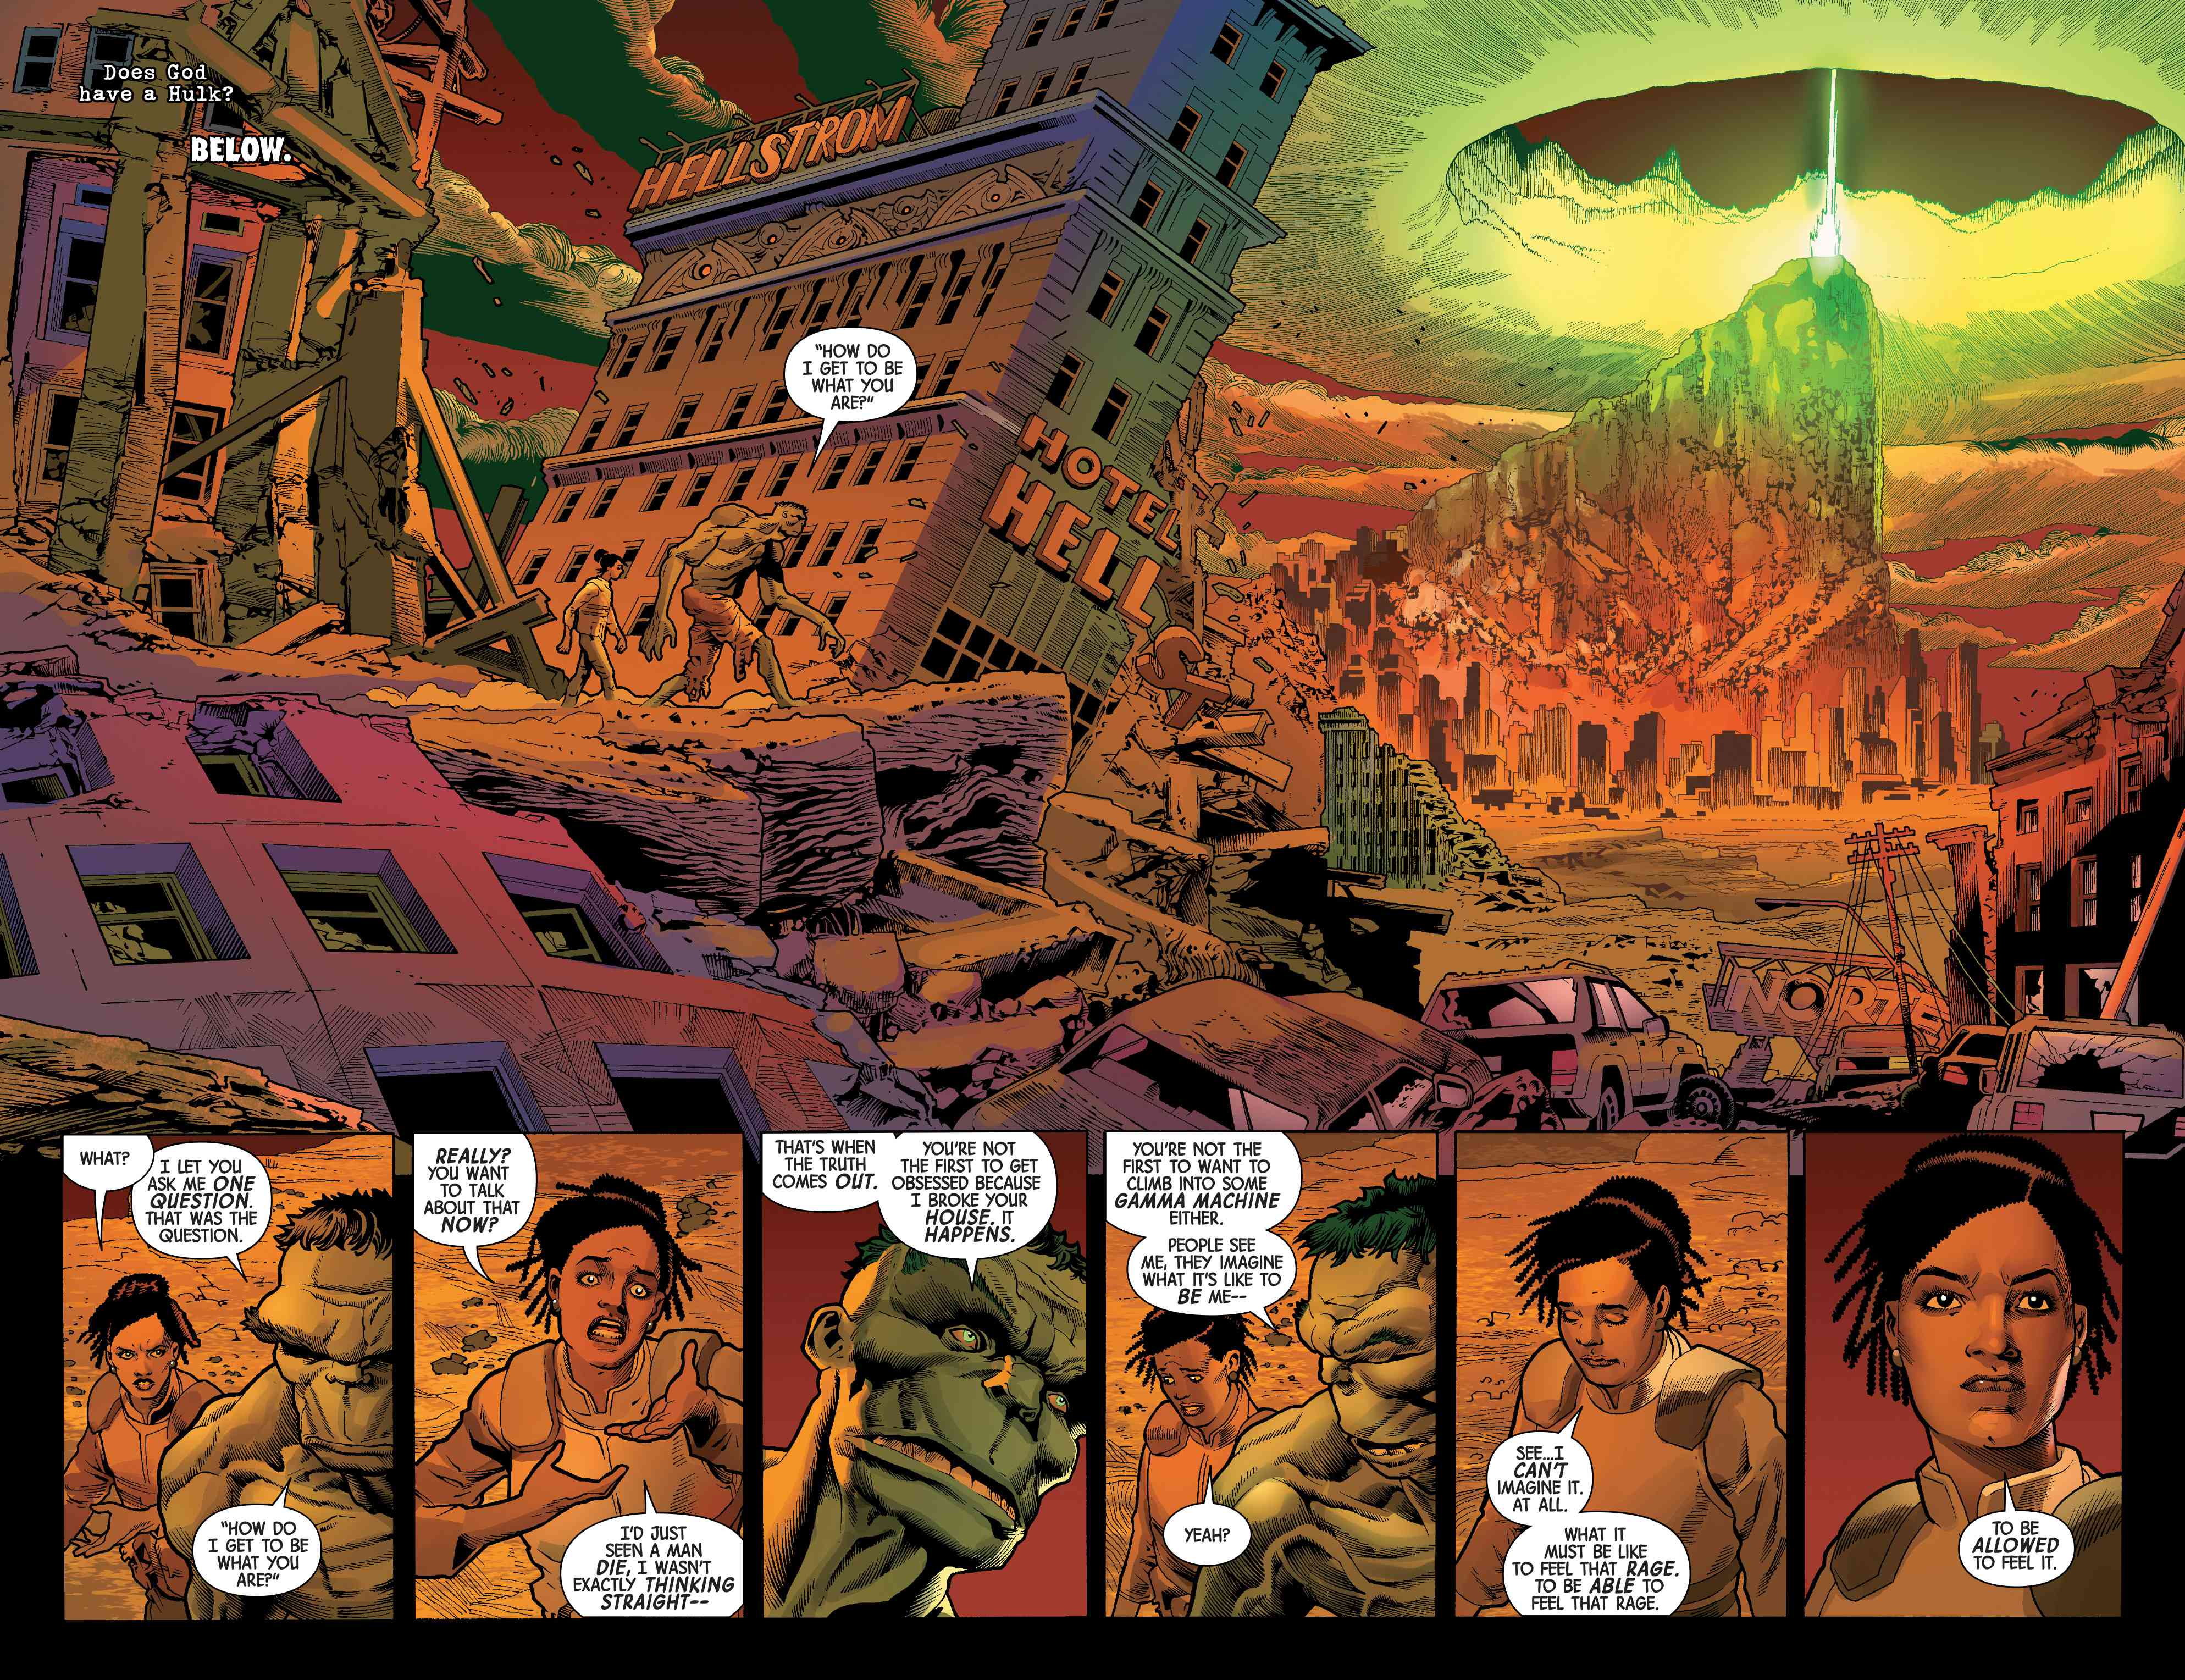 Does God
have a Hulk?
BELOW.
HELLSTROM
"HOW DO
I GET TO BE
WHAT YOU
ARE?"
HOTEL
HELL
ST
NORTE
WHAT?
I LET YOU
ASK ME ONE
QUESTION.
THAT WAS THE
QUESTION.
"HOW DO
I GET TO BE
WHAT YOU
ARE?"
REALLY?
YOU WANT
TO TALK
ABOUT THAT
NOW?
I'D JUST
SEEN A MAN
DIE, I WASN'T
EXACTLY THINKING
STRAIGHT--
THAT'S WHEN
THE TRUTH
COMES OUT.
YOU'RE NOT
THE FIRST TO GET
OBSESSED BECAUSE
I BROKE YOUR
HOUSE. IT
HAPPENS.
YOU'RE NOT THE
FIRST TO WANT TO
CLIMB INTO SOME
GAMMA MACHINE
EITHER.
PEOPLE SEE
ME, THEY IMAGINE
WHAT IT'S LIKE TO
BE ME--
YEAH?
SEE...I
CAN'T
IMAGINE IT.
AT ALL.
WHAT IT
MUST BE LIKE
TO FEEL THAT RAGE.
TO BE ABLE TO
FEEL THAT RAGE.
TO BE
ALLOWED
TO FEEL IT.